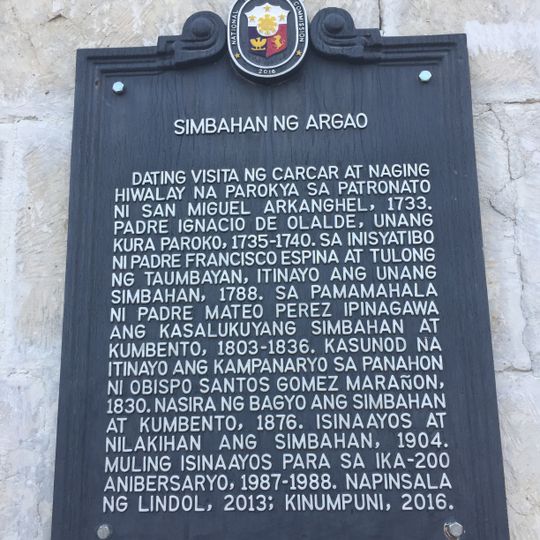 NATIONAL
COMMISSION
2016
SIMBAHAN NG ARGAO
DATING VISITA NG CARCAR AT NAGING
HIWALAY NA PAROKYA SA PATRONATO
NI SAN MIGUEL ARKANGHEL, 1733.
PADRE IGNACIO DE OLALDE, UNANG
KURA PAROKO, 1735-1740. SA INISYATIBO
NI PADRE FRANCISCO ESPINA AT TULONG
NG TAUMBAYAN, ITINAYO ANG UNANG
SIMBAHAN, 1788. SA PAMAMAHALA
NI PADRE MATEO PEREZ IPINAGAWA
ANG KASALUKUYANG SIMBAHAN AT
KUMBENTO, 1803-1836. KASUNOD NA
ITINAYO ANG KAMPANARYO SA PANAHON
NI OBISPO SANTOS GOMEZ MARAÑON,
1830. NASIRA NG BAGYO ANG SIMBAHAN
AT KUMBENTO, 1876. ISINAAYOS AT
NILAKIHAN ANG SIMBAHAN, 1904.
MULING ISINAAYOS PARA SA IKA-200
ANIBERSARYO, 1987-1988. NAPINSALA
NG LINDOL, 2013; KINUMPUNI, 2016.